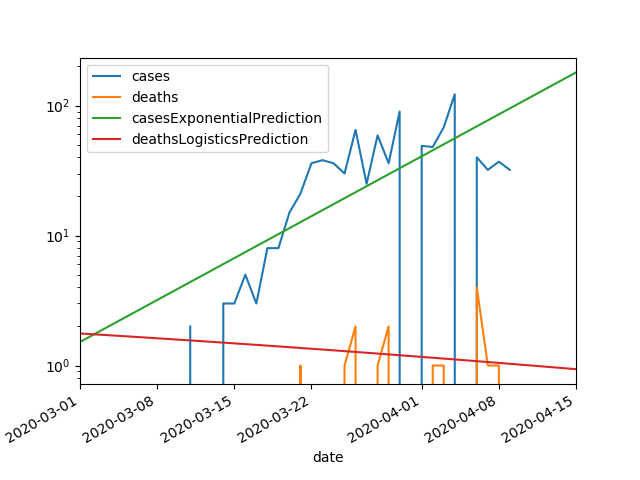 cases
deaths
casesExponentialPrediction
deathsLogisticsPrediction
10²
10¹
10⁰
2020-03-01
2020-03-08
2020-03-15
2020-03-22
2020-04-01
2020-04-08
2020-04-15
date